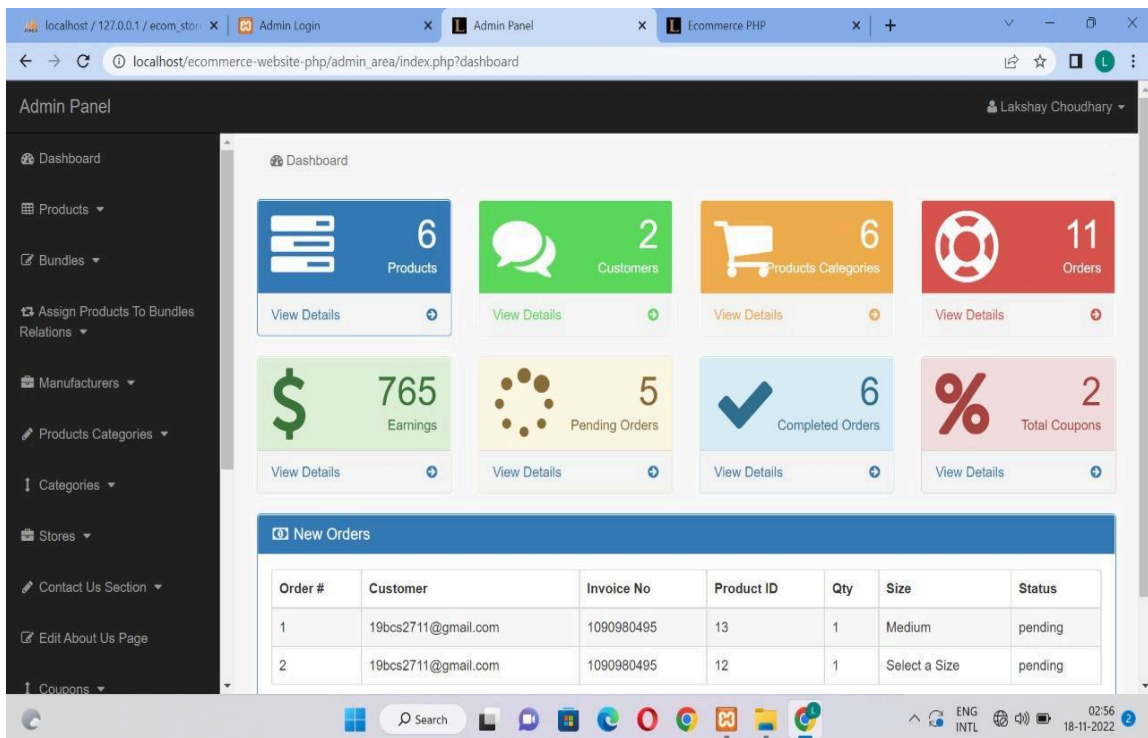 localhost / 127.0.0.1 / ecom_stor
Admin Login
Admin Panel
Ecommerce PHP
localhost/ecommerce-website-php/admin_area/index.php?dashboard
L
Admin Panel
Lakshay Choudhary
Dashboard
Products
Bundles
Assign Products To Bundles
Relations
Manufacturers
Products Categories
Categories
Stores
Contact Us Section
Edit About Us Page
Coupons
Dashboard
6
Products
View Details
2
Customers
View Details
6
Products Categories
View Details
11
Orders
View Details
765
Earnings
View Details
5
Pending Orders
View Details
6
Completed Orders
View Details
2
Total Coupons
View Details
New Orders
Order # Customer Invoice No Product ID Qty Size Status
1 19bcs2711@gmail.com 1090980495 13 1 Medium pending
2 19bcs2711@gmail.com 1090980495 12 1 Select a Size pending
Search
ENG
INTL
02:56
18-11-2022
2